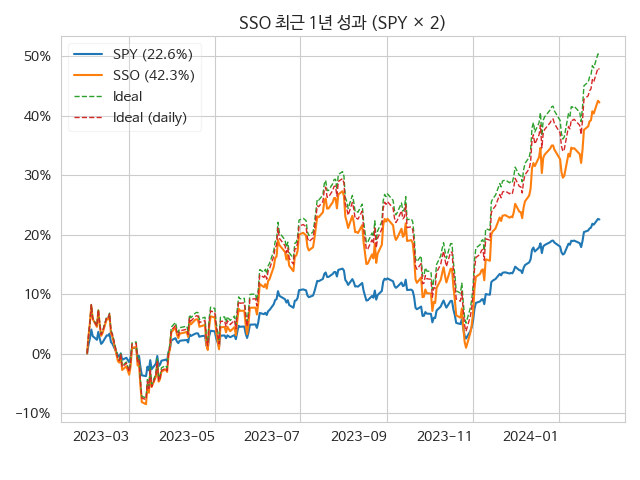 SSO 최근 1년 성과 (SPY × 2)
50%
40%
30%
20%
10%
0%
−10%
SPY (22.6%)
SSO (42.3%)
Ideal
Ideal (daily)
2023−03
2023−05
2023−07
2023−09
2023−11
2024−01